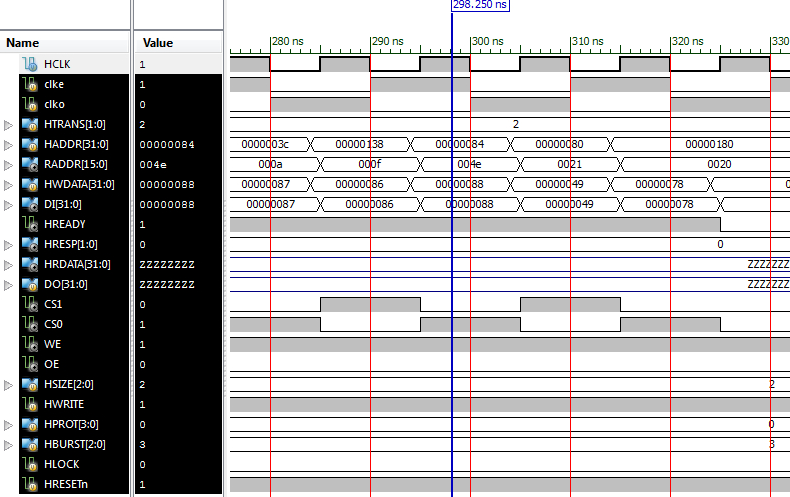 298.250 ns
Name Value 280 ns 290 ns 300 ns 310 ns 320 ns 330 n
HCLK 1
clke 1
clko 0
HTRANS[1:0] 2 2
HADDR[31:0] 00000084 0000003c 00000138 00000084 00000080 00000180
RADDR[15:0] 004e 000a 000f 004e 0021 0020
HWDATA[31:0] 00000088 00000087 00000086 00000088 00000049 00000078 0
DI[31:0] 00000088 00000087 00000086 00000088 00000049 00000078
HREADY 1
HRESP[1:0] 0 0
HRDATA[31:0] ZZZZZZZZ ZZZZZZZ
DO[31:0] ZZZZZZZZ ZZZZZZZ
CS1 0
CS0 1
WE 1
OE 0
HSIZE[2:0] 2 2
HWRITE 1
HPROT[3:0] 0 0
HBURST[2:0] 3 3
HLOCK 0
HRESETn 1